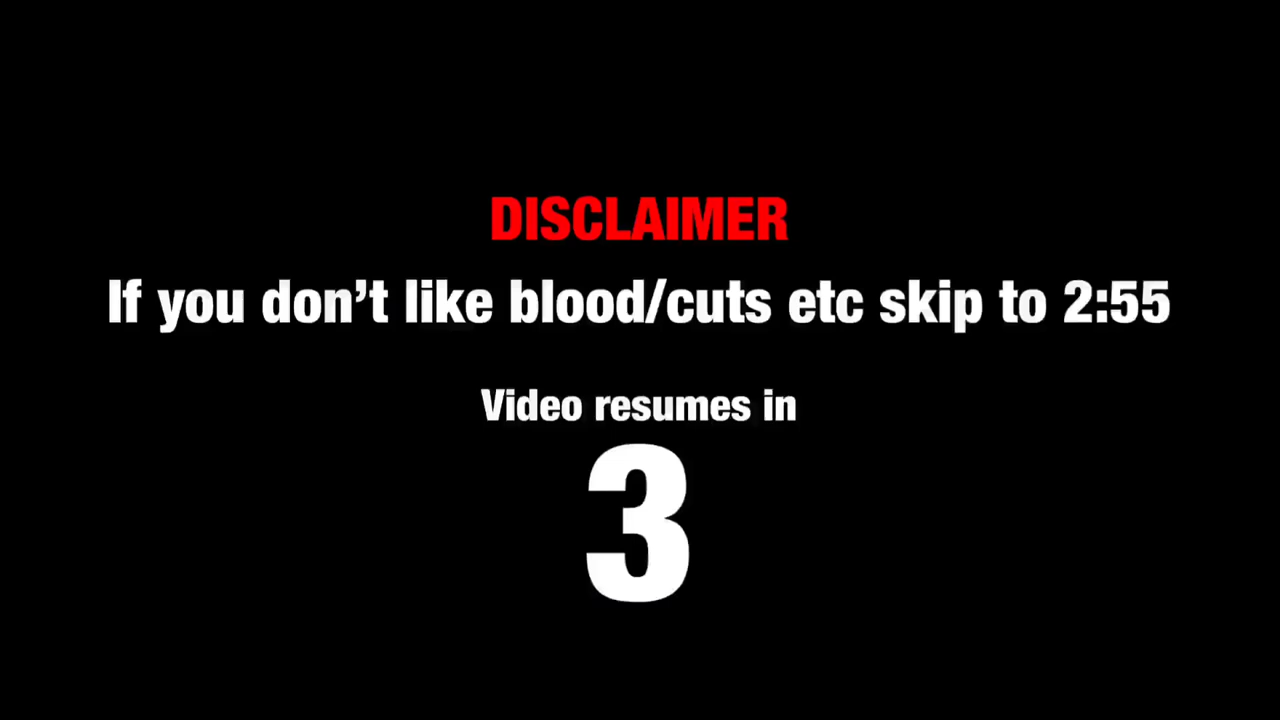 DISCLAIMER
If you don’t like blood/cuts etc skip to 2:55
Video resumes in
3